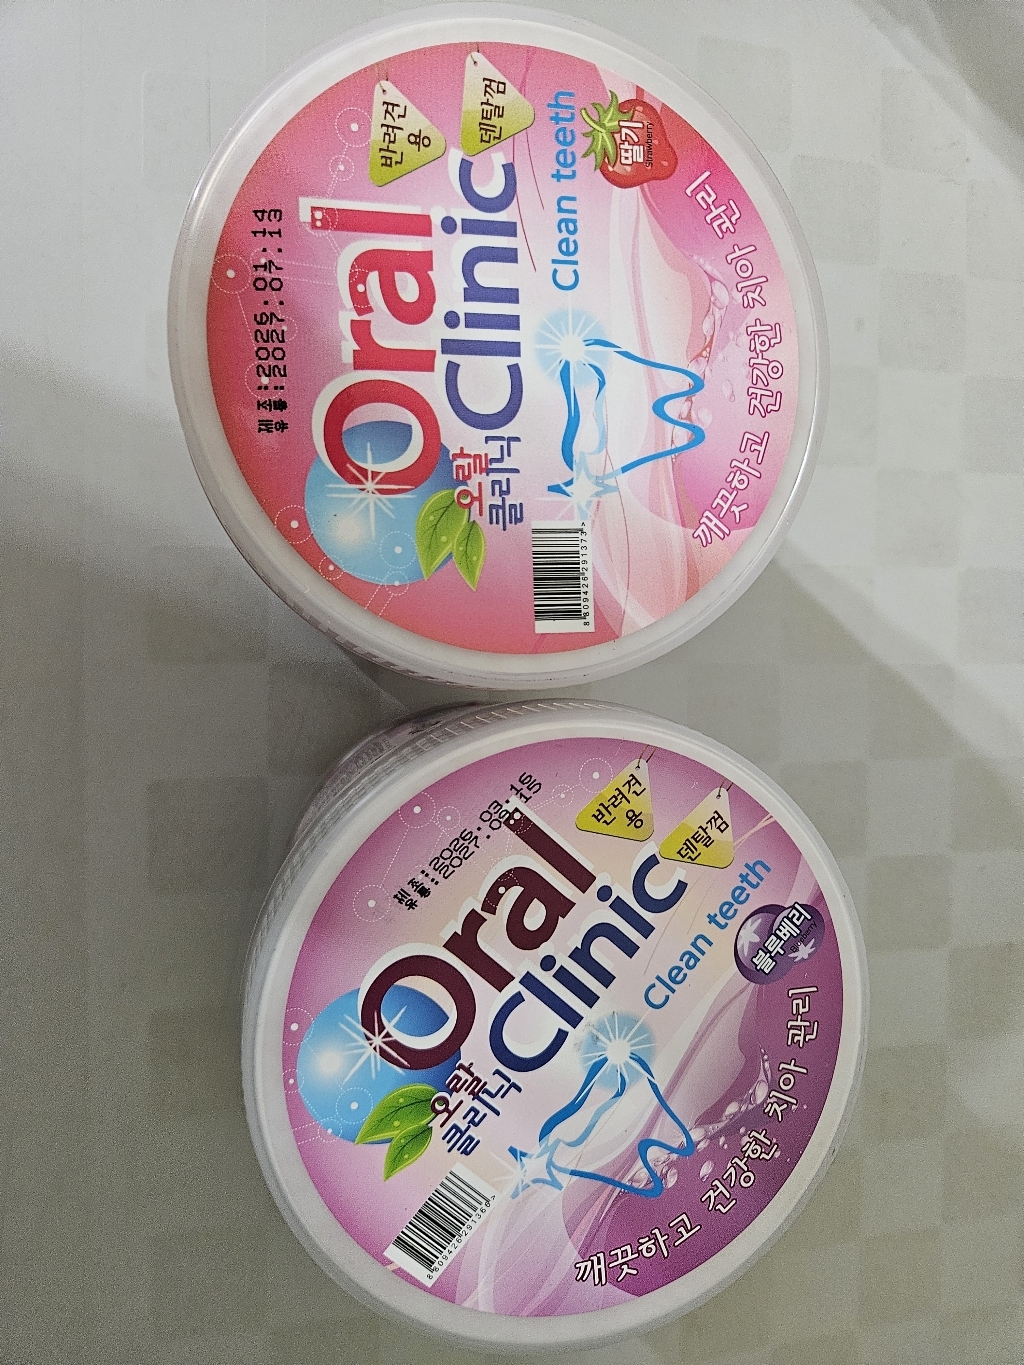 제 조:2026.01.14
유 통:2027.07.13
반려견
용
덴탈껌
Oral
Clinic
오랄
클리닉
Clean teeth
딸기
Strawberry
깨끗하고 건강한 치아 관리
8809426291373>
제 조:2026.03.16
유 통:2027.09.15
반려견
용
덴탈껌
Oral
Clinic
오랄
클리닉
Clean teeth
블루베리
Blueberry
깨끗하고 건강한 치아 관리
8809426291366>